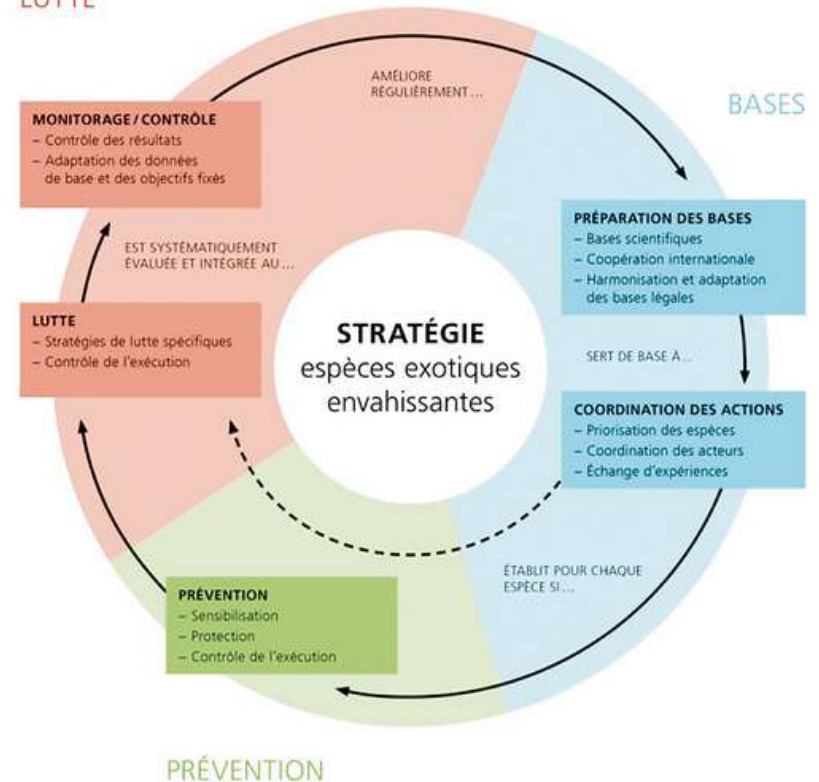 LUTTE
AMÉLIORE
RÉGULIÈREMENT ...
BASES
MONITORAGE / CONTRÔLE
– Contrôle des résultats
– Adaptation des données
de base et des objectifs fixés
PRÉPARATION DES BASES
– Bases scientifiques
– Coopération internationale
– Harmonisation et adaptation
des bases légales
EST SYSTÉMATIQUEMENT
ÉVALUÉE ET INTÉGRÉE AU ...
LUTTE
– Stratégies de lutte spécifiques
– Contrôle de l'exécution
STRATÉGIE
espèces exotiques
envahissantes
SERT DE BASE À ...
COORDINATION DES ACTIONS
– Priorisation des espèces
– Coordination des acteurs
– Échange d'expériences
ÉTABLIT POUR CHAQUE
ESPÈCE SI ...
PRÉVENTION
– Sensibilisation
– Protection
– Contrôle de l'exécution
PRÉVENTION